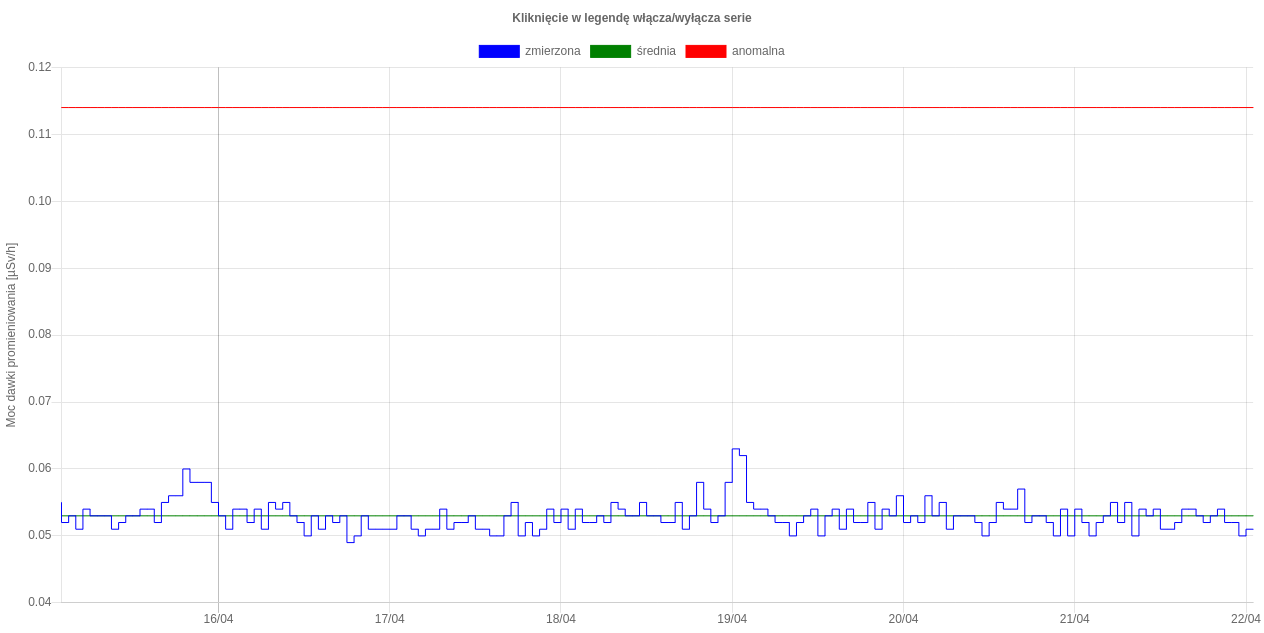 Kliknięcie w legendę włącza/wyłącza serie
zmierzona średnia anomalna
Moc dawki promieniowania [µSv/h]
0.12
0.11
0.10
0.09
0.08
0.07
0.06
0.05
0.04
16/04 17/04 18/04 19/04 20/04 21/04 22/04